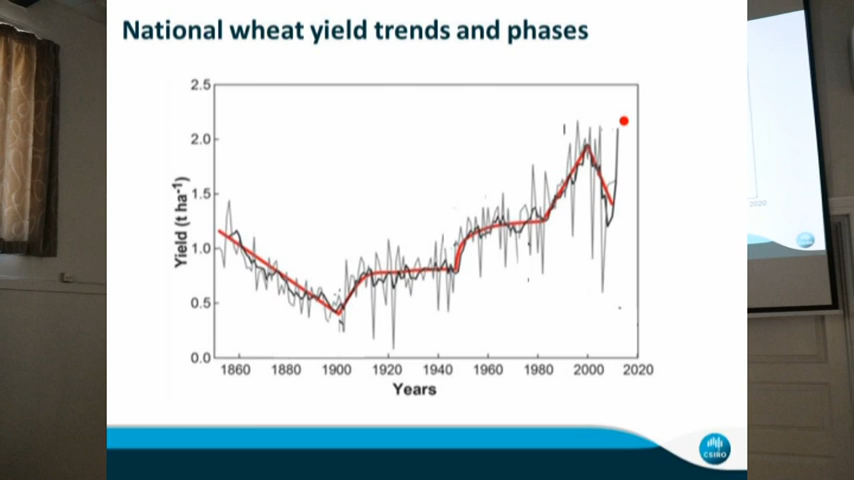 National wheat yield trends and phases
2.5
2.0
1.5
1.0
0.5
0.0
Yield (t ha-1)
1860 1880 1900 1920 1940 1960 1980 2000 2020
Years
CSIRO
2020